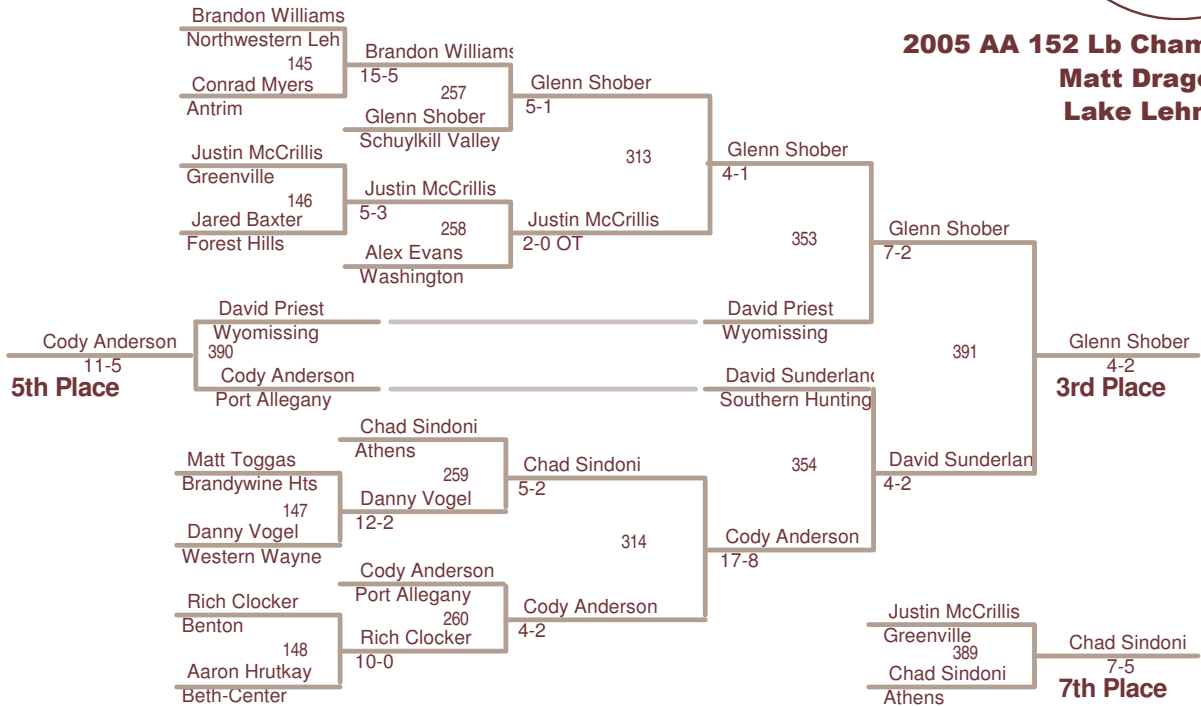 2005 AA 152 Lb Cham
Matt Drag
Lake Leh
Brandon Williams
Northwestern Leh
145
Conrad Myers
Antrim
Brandon Williams
15-5
257
Glenn Shober
Schuylkill Valley
Glenn Shober
5-1
Justin McCrillis
Greenville
146
Jared Baxter
Forest Hills
Justin McCrillis
5-3
258
Alex Evans
Washington
Justin McCrillis
2-0 OT
313
Glenn Shober
4-1
353
David Priest
Wyomissing
Glenn Shober
7-2
David Priest
Wyomissing
390
Cody Anderson
Port Allegany
Cody Anderson
11-5
5th Place
David Sunderland
Southern Hunting
391
Glenn Shober
4-2
3rd Place
Chad Sindoni
Athens
259
Matt Toggas
Brandywine Hts
147
Danny Vogel
Western Wayne
Danny Vogel
12-2
Chad Sindoni
5-2
314
354
David Sunderlan
4-2
Cody Anderson
Port Allegany
260
Rich Clocker
Benton
148
Aaron Hrutkay
Beth-Center
Rich Clocker
10-0
Cody Anderson
4-2
Cody Anderson
17-8
Justin McCrillis
Greenville
389
Chad Sindoni
Athens
Chad Sindoni
7-5
7th Place